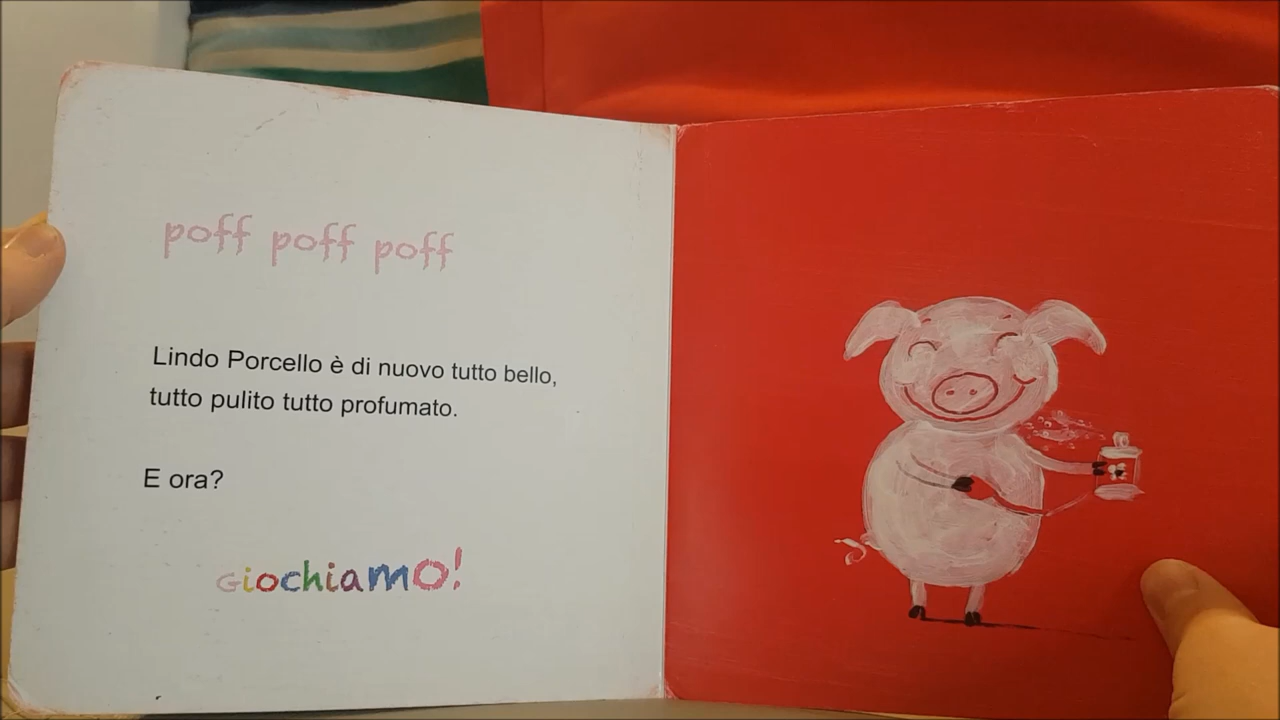 poff poff poff
Lindo Porcello è di nuovo tutto bello,
tutto pulito tutto profumato.
E ora?
GiochiaMO!